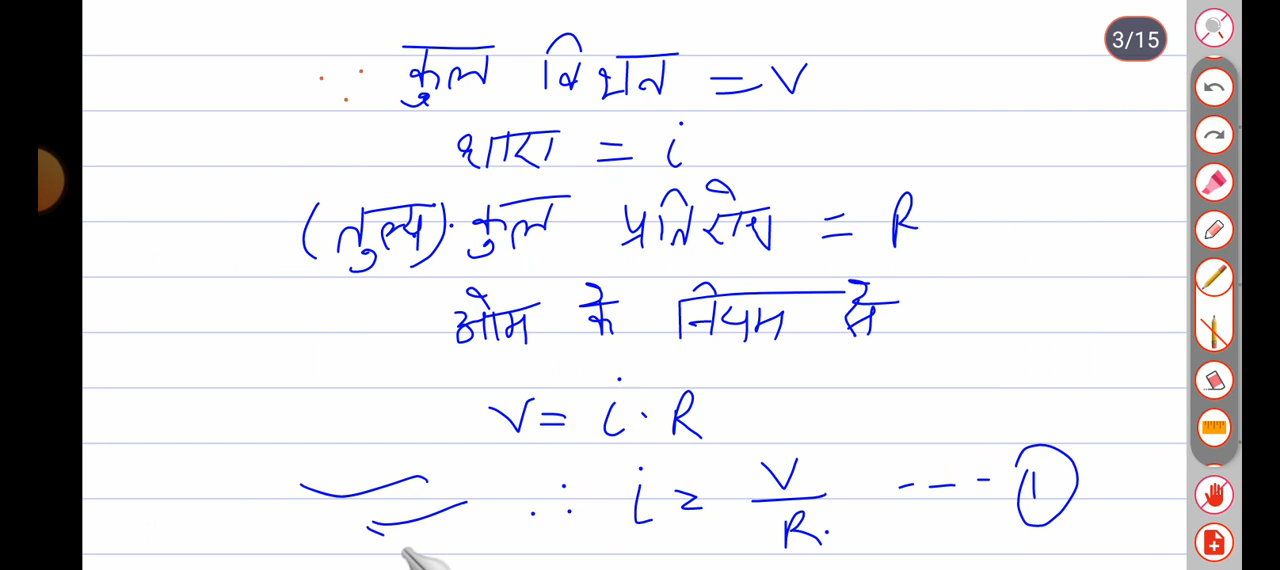 3/15
∵ कुल विभव = V
धारा = i
(तुल्य). कुल प्रतिरोध = R
ओम के नियम से
V = i · R
∴ i = V/R. ---- ①